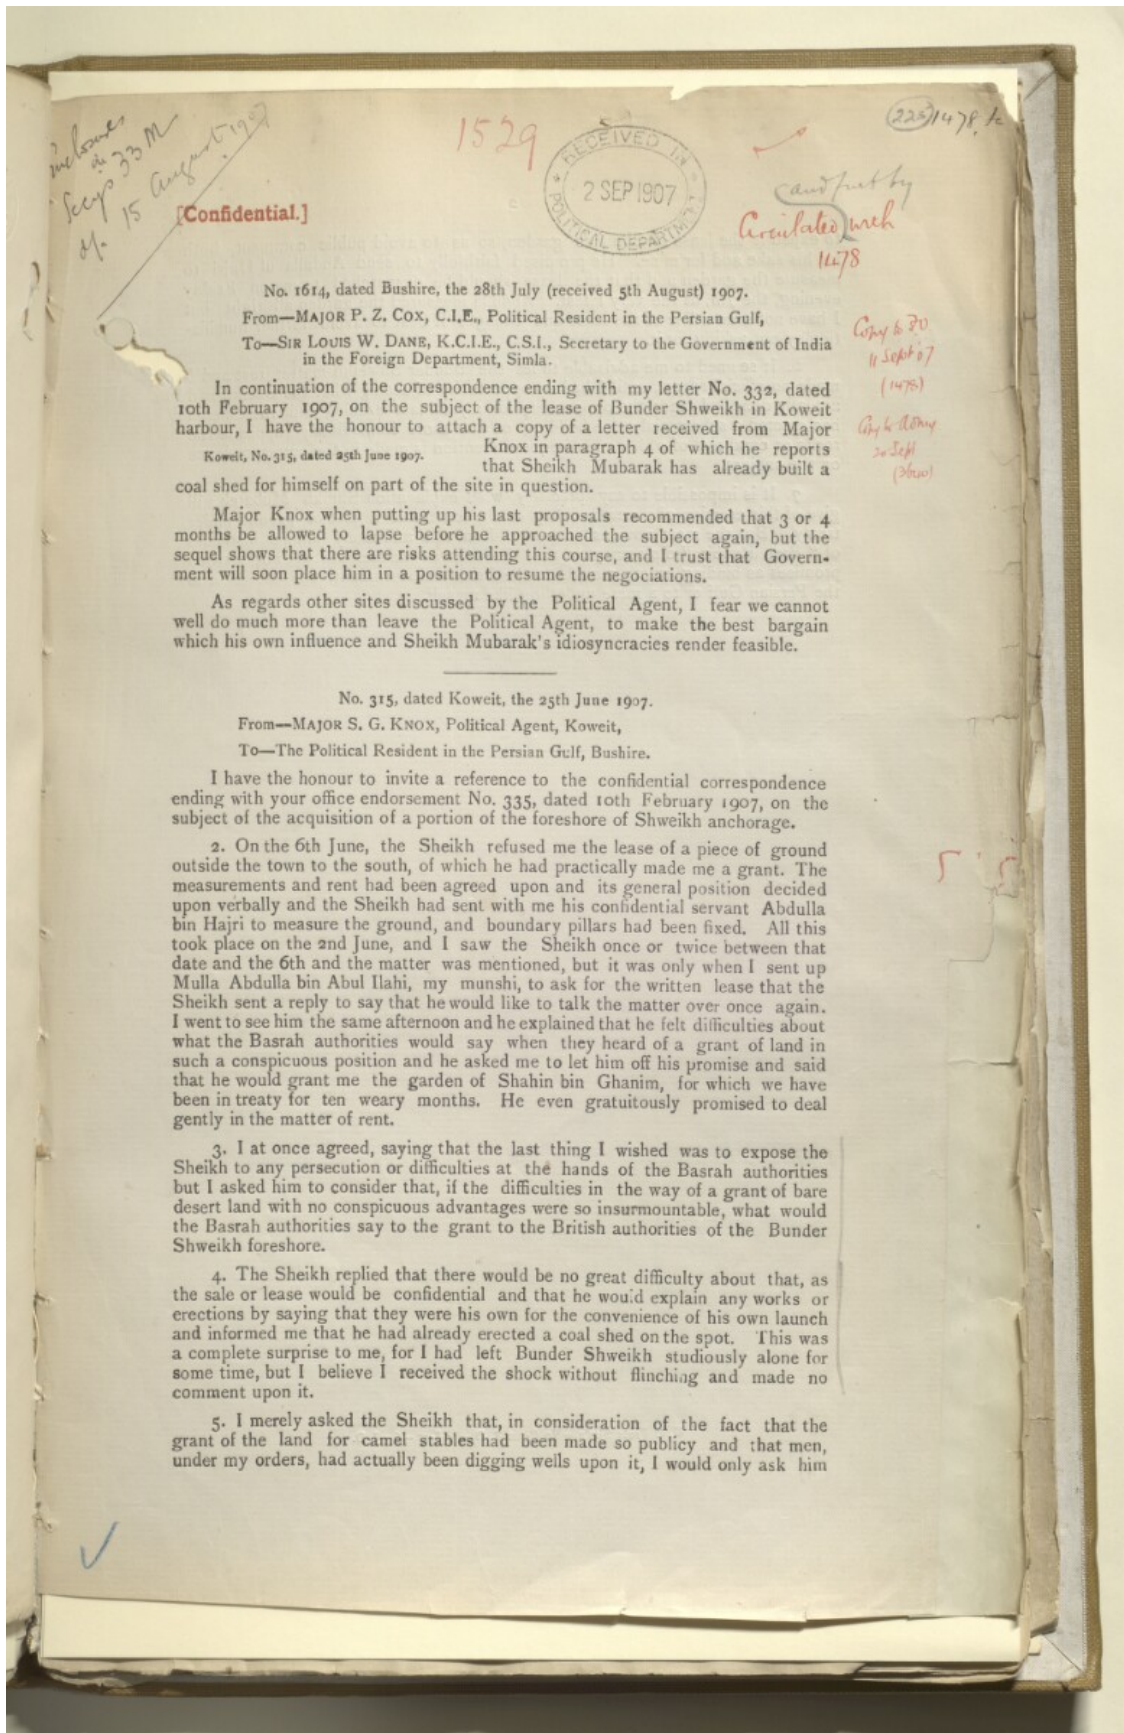 Enclosures
in
Secy's 33 M
d/. 15 August 1907
1529
RECEIVED IN
2 SEP 1907
POLITICAL DEPARTMENT
225
1478.
[Confidential.]
and put by
Circulated with
1478
No. 1614, dated Bushire, the 28th July (received 5th August) 1907.
From—MAJOR P. Z. COX, C.I.E., Political Resident in the Persian Gulf,
To—SIR LOUIS W. DANE, K.C.I.E., C.S.I., Secretary to the Government of India
in the Foreign Department, Simla.
Copy to FO
11 Sept '07
(1478)
Copy to Admy
20 Sept
In continuation of the correspondence ending with my letter No. 332, dated
10th February 1907, on the subject of the lease of Bunder Shweikh in Koweit
harbour, I have the honour to attach a copy of a letter received from Major
Koweit, No. 315, dated 25th June 1907.
Knox in paragraph 4 of which he reports
that Sheikh Mubarak has already built a
coal shed for himself on part of the site in question.
Major Knox when putting up his last proposals recommended that 3 or 4
months be allowed to lapse before he approached the subject again, but the
sequel shows that there are risks attending this course, and I trust that Govern-
ment will soon place him in a position to resume the negociations.
As regards other sites discussed by the Political Agent, I fear we cannot
well do much more than leave the Political Agent, to make the best bargain
which his own influence and Sheikh Mubarak's idiosyncracies render feasible.
No. 315, dated Koweit, the 25th June 1907.
From—MAJOR S. G. KNOX, Political Agent, Koweit,
To—The Political Resident in the Persian Gulf, Bushire.
I have the honour to invite a reference to the confidential correspondence
ending with your office endorsement No. 335, dated 10th February 1907, on the
subject of the acquisition of a portion of the foreshore of Shweikh anchorage.
2. On the 6th June, the Sheikh refused me the lease of a piece of ground
outside the town to the south, of which he had practically made me a grant. The
measurements and rent had been agreed upon and its general position decided
upon verbally and the Sheikh had sent with me his confidential servant Abdulla
bin Hajri to measure the ground, and boundary pillars had been fixed. All this
took place on the 2nd June, and I saw the Sheikh once or twice between that
date and the 6th and the matter was mentioned, but it was only when I sent up
Mulla Abdulla bin Abul Ilahi, my munshi, to ask for the written lease that the
Sheikh sent a reply to say that he would like to talk the matter over once again.
I went to see him the same afternoon and he explained that he felt difficulties about
what the Basrah authorities would say when they heard of a grant of land in
such a conspicuous position and he asked me to let him off his promise and said
that he would grant me the garden of Shahin bin Ghanim, for which we have
been in treaty for ten weary months. He even gratuitously promised to deal
gently in the matter of rent.
3. I at once agreed, saying that the last thing I wished was to expose the
Sheikh to any persecution or difficulties at the hands of the Basrah authorities
but I asked him to consider that, if the difficulties in the way of a grant of bare
desert land with no conspicuous advantages were so insurmountable, what would
the Basrah authorities say to the grant to the British authorities of the Bunder
Shweikh foreshore.
4. The Sheikh replied that there would be no great difficulty about that, as
the sale or lease would be confidential and that he would explain any works or
erections by saying that they were his own for the convenience of his own launch
and informed me that he had already erected a coal shed on the spot. This was
a complete surprise to me, for I had left Bunder Shweikh studiously alone for
some time, but I believe I received the shock without flinching and made no
comment upon it.
5. I merely asked the Sheikh that, in consideration of the fact that the
grant of the land for camel stables had been made so publicy and that men,
under my orders, had actually been digging wells upon it, I would only ask him